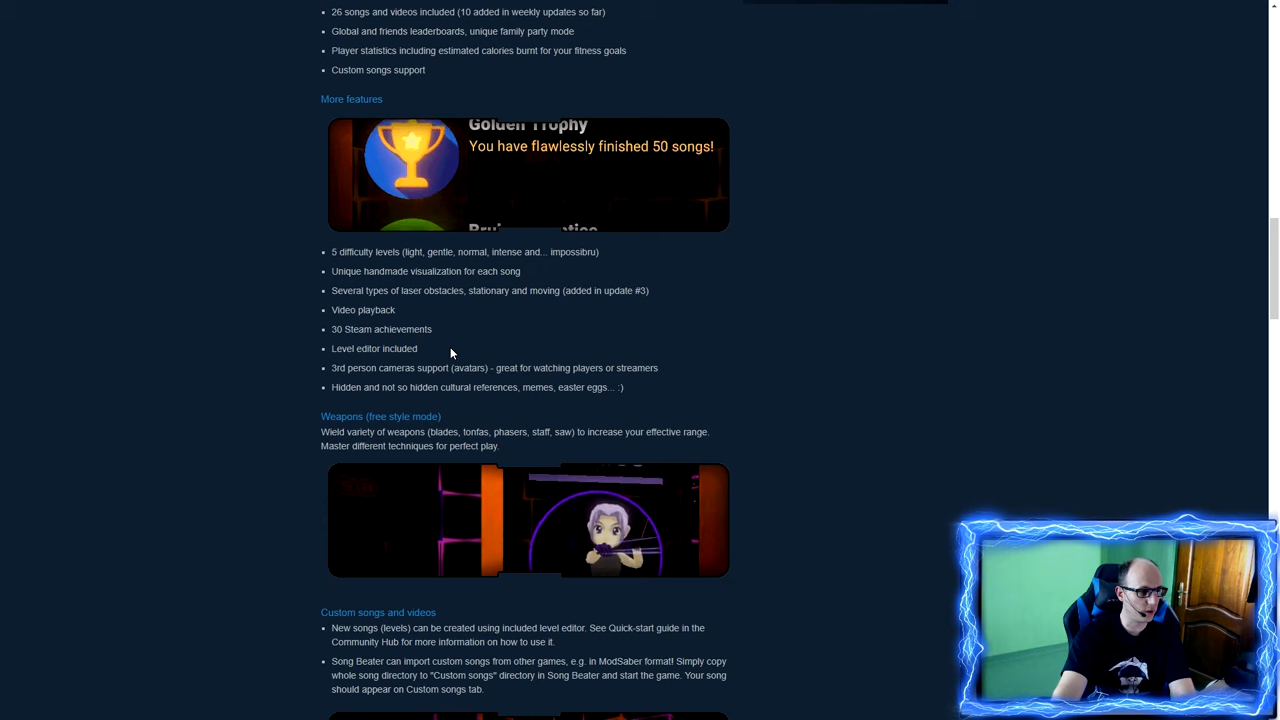 26 songs and videos included (10 added in weekly updates so far)
Global and friends leaderboards, unique family party mode
Player statistics including estimated calories burnt for your fitness goals
Custom songs support
More features
Golden Trophy
You have flawlessly finished 50 songs!
5 difficulty levels (light, gentle, normal, intense and... impossibru)
Unique handmade visualization for each song
Several types of laser obstacles, stationary and moving (added in update #3)
Video playback
30 Steam achievements
Level editor included
3rd person cameras support (avatars) - great for watching players or streamers
Hidden and not so hidden cultural references, memes, easter eggs... :)
Weapons (free style mode)
Wield variety of weapons (blades, tonfas, phasers, staff, saw) to increase your effective range.
Master different techniques for perfect play.
Custom songs and videos
New songs (levels) can be created using included level editor. See Quick-start guide in the
Community Hub for more information on how to use it.
Song Beater can import custom songs from other games, e.g. in ModSaber format! Simply copy
whole song directory to "Custom songs" directory in Song Beater and start the game. Your song
should appear on Custom songs tab.